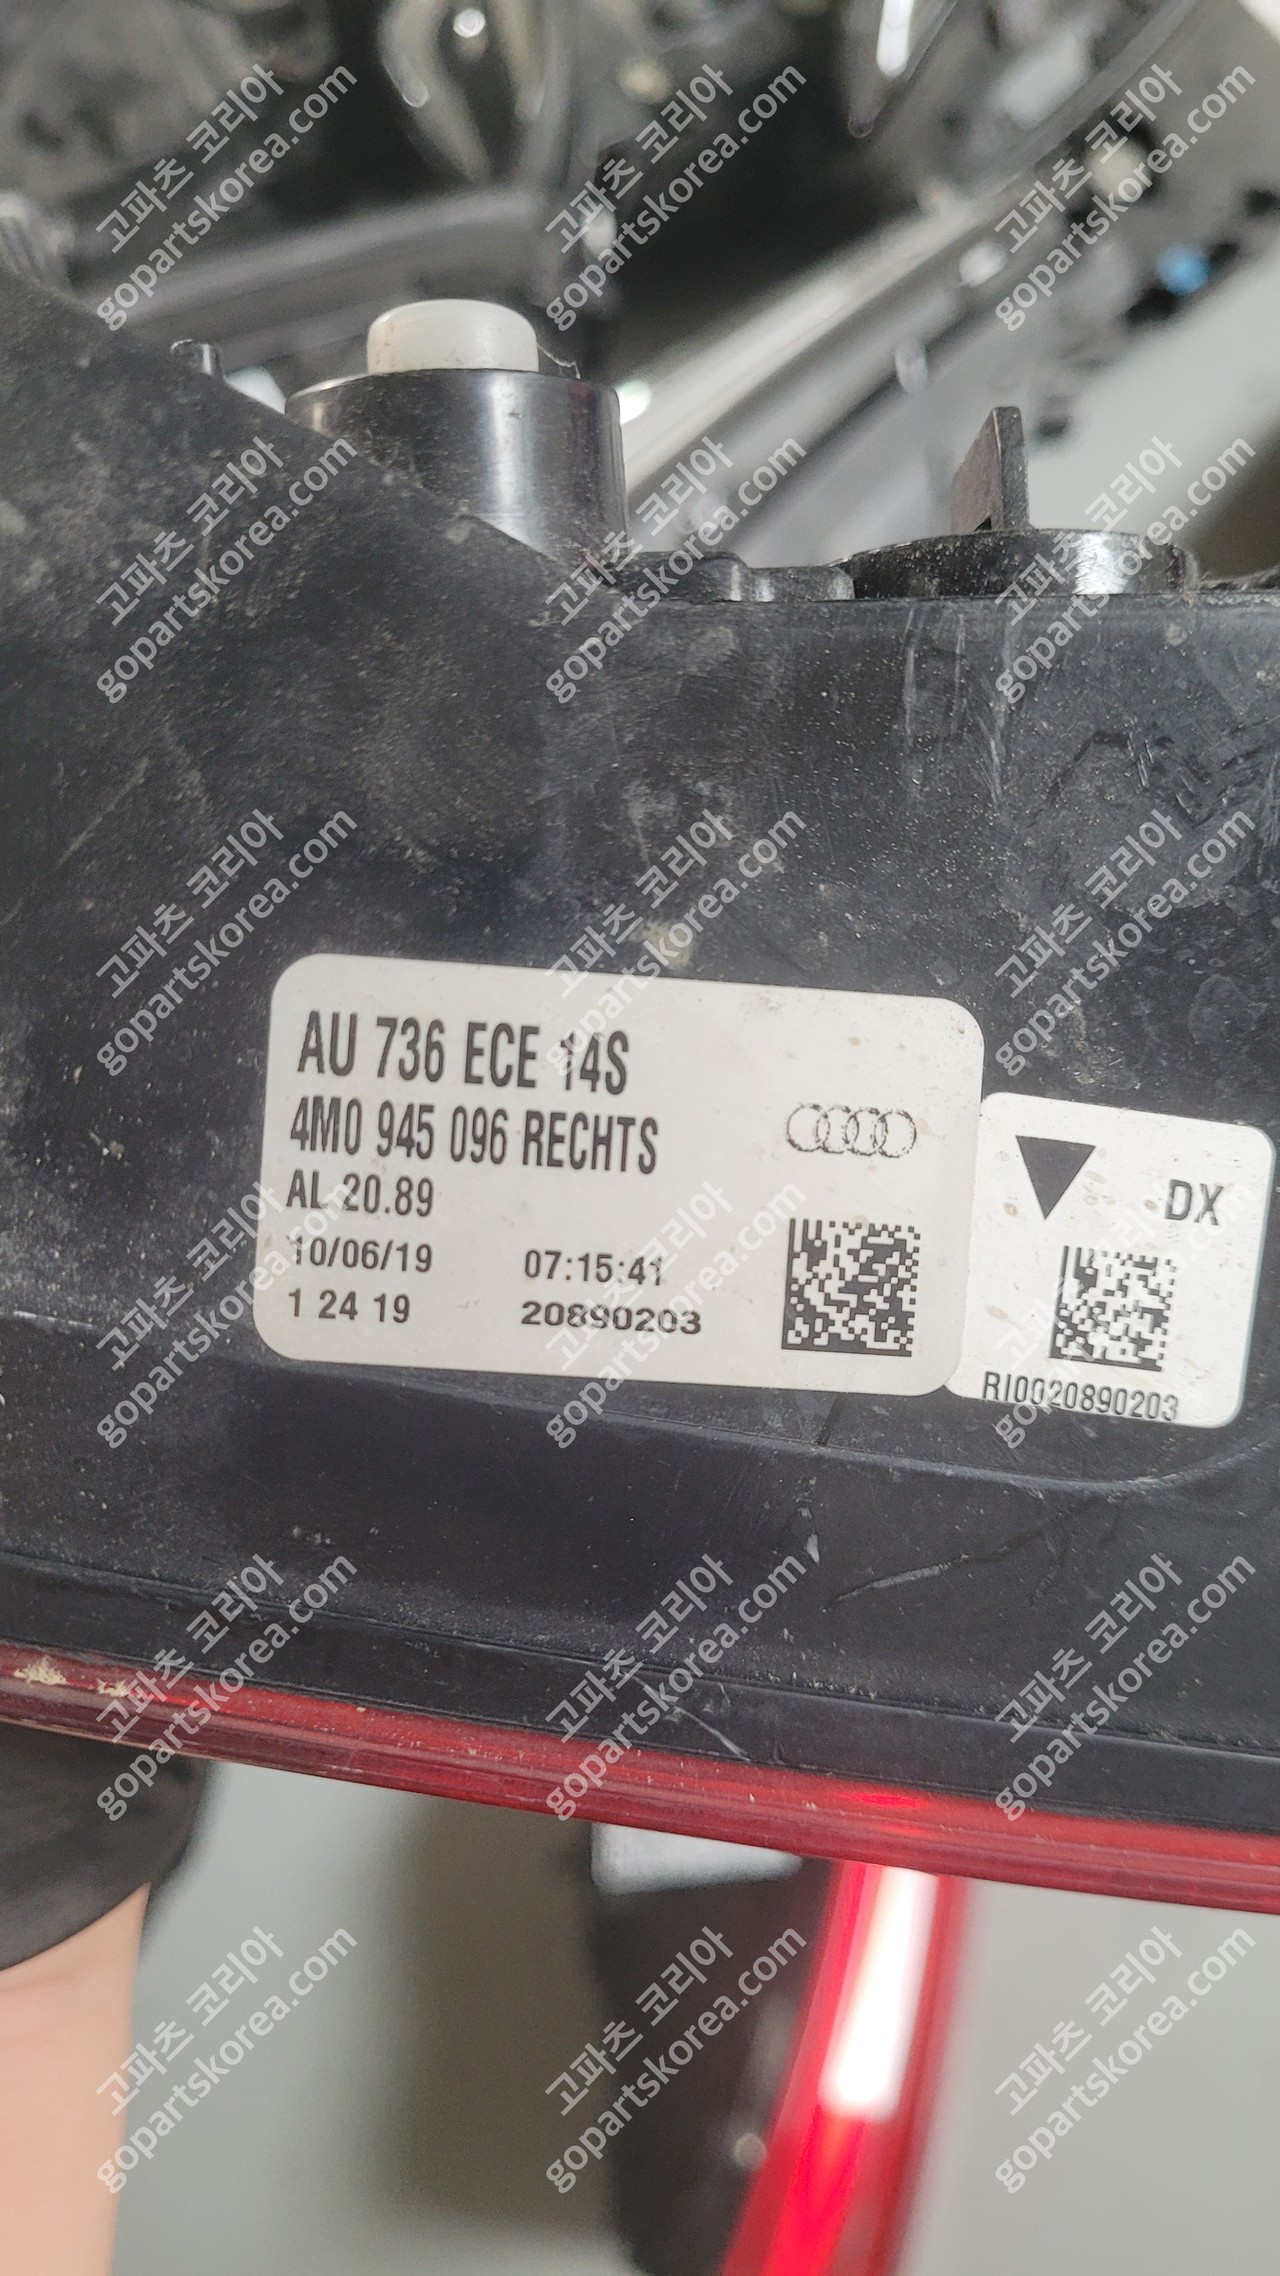 AU 736 ECE 14S
4M0 945 096 RECHTS
AL 20.89
10/06/19 07:15:41
1 24 19 20890203
DX
RI0020890203
고파츠 코리아
gopartskorea.com